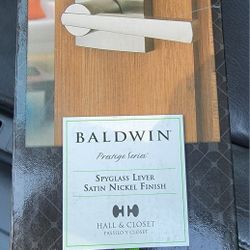 BALDWIN
Prestige Series
SPYGLASS LEVER
SATIN NICKEL FINISH
HALL & CLOSET
PASILLO Y CLOSET